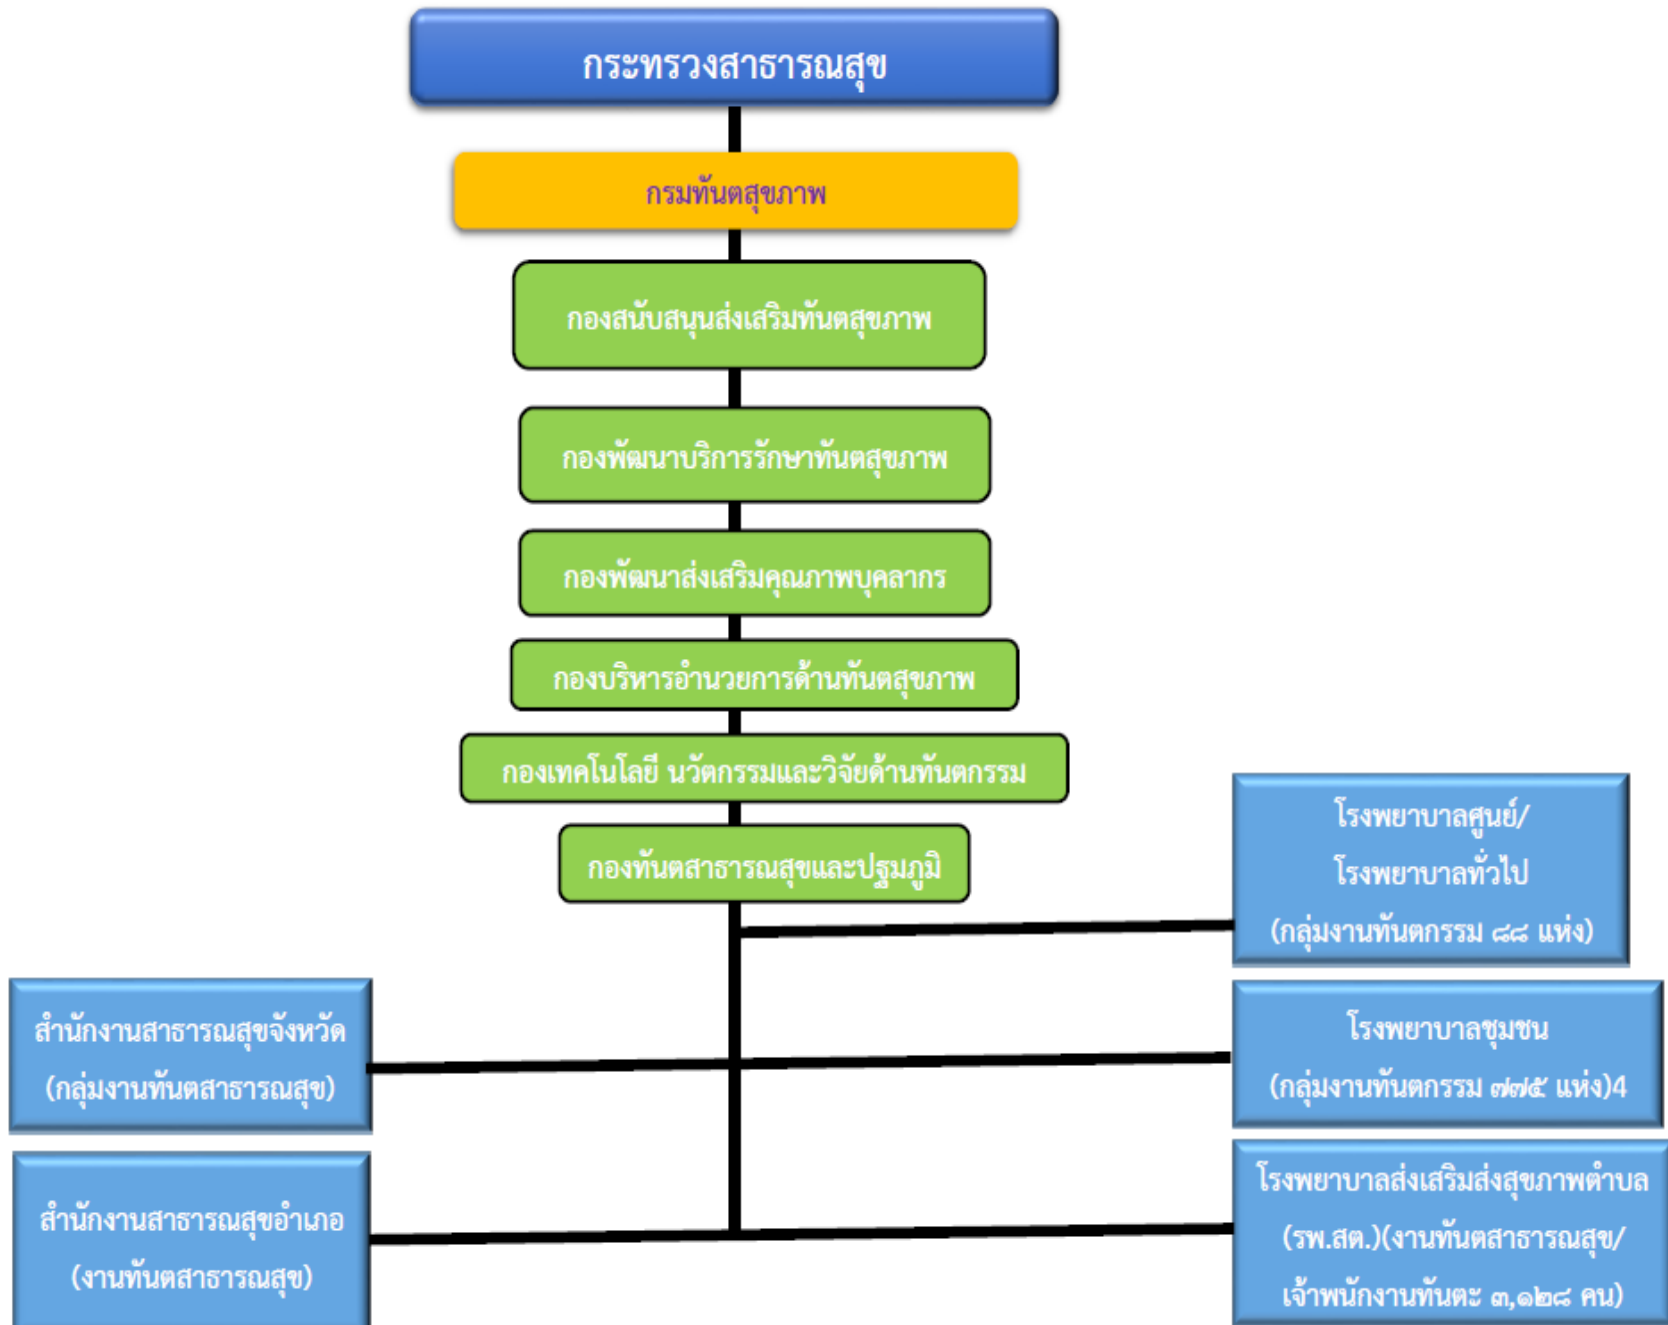 กระทรวงสาธารณสุข
กรมทันตสุขภาพ
กองสนับสนุนส่งเสริมทันตสุขภาพ
กองพัฒนาบริการรักษาทันตสุขภาพ
กองพัฒนาส่งเสริมคุณภาพบุคลากร
กองบริหารอำนวยการด้านทันตสุขภาพ
กองเทคโนโลยี นวัตกรรมและวิจัยด้านทันตกรรม
กองทันตสาธารณสุขและปฐมภูมิ
โรงพยาบาลศูนย์/
โรงพยาบาลทั่วไป
(กลุ่มงานทันตกรรม ๘๘ แห่ง)
สำนักงานสาธารณสุขจังหวัด
(กลุ่มงานทันตสาธารณสุข)
โรงพยาบาลชุมชน
(กลุ่มงานทันตกรรม ๗๗๕ แห่ง)4
สำนักงานสาธารณสุขอำเภอ
(งานทันตสาธารณสุข)
โรงพยาบาลส่งเสริมส่งสุขภาพตำบล
(รพ.สต.)(งานทันตสาธารณสุข/
เจ้าพนักงานทันตะ ๓,๑๒๘ คน)